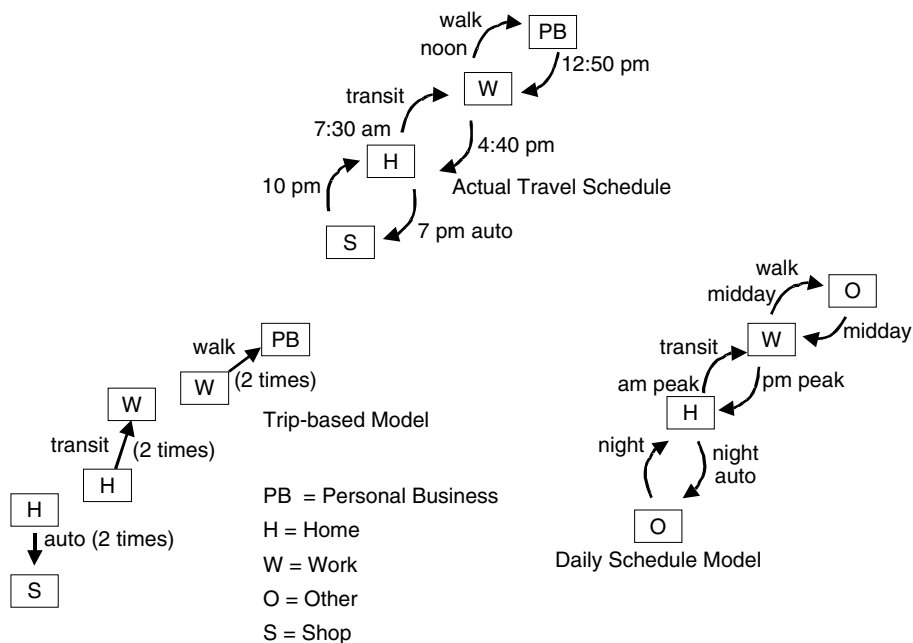 walk
noon
PB
12:50 pm
W
transit
7:30 am
H
4:40 pm
10 pm
Actual Travel Schedule
S
7 pm auto
walk
PB
W
(2 times)
W
transit
(2 times)
H
Trip-based Model
H
auto (2 times)
S
PB = Personal Business
H = Home
W = Work
O = Other
S = Shop
walk
midday
O
W
midday
transit
am peak
pm peak
H
night
night
auto
O
Daily Schedule Model